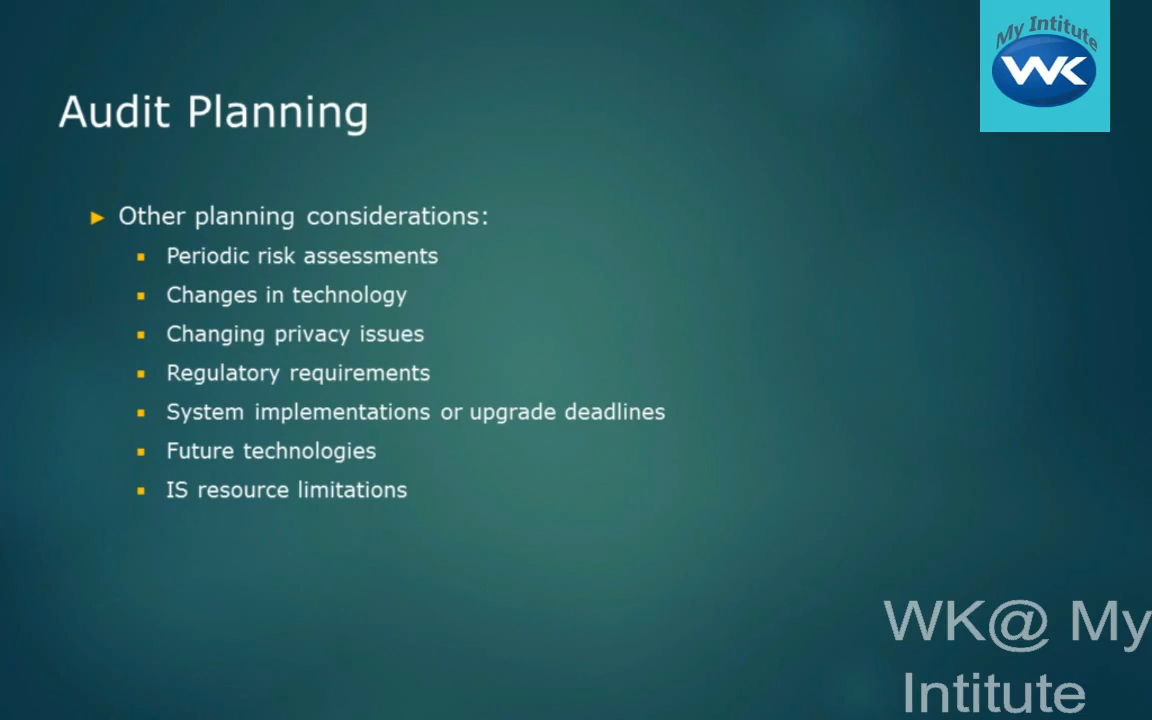 My Intitute
WK
Audit Planning
Other planning considerations:
Periodic risk assessments
Changes in technology
Changing privacy issues
Regulatory requirements
System implementations or upgrade deadlines
Future technologies
IS resource limitations
WK@ My
Intitute